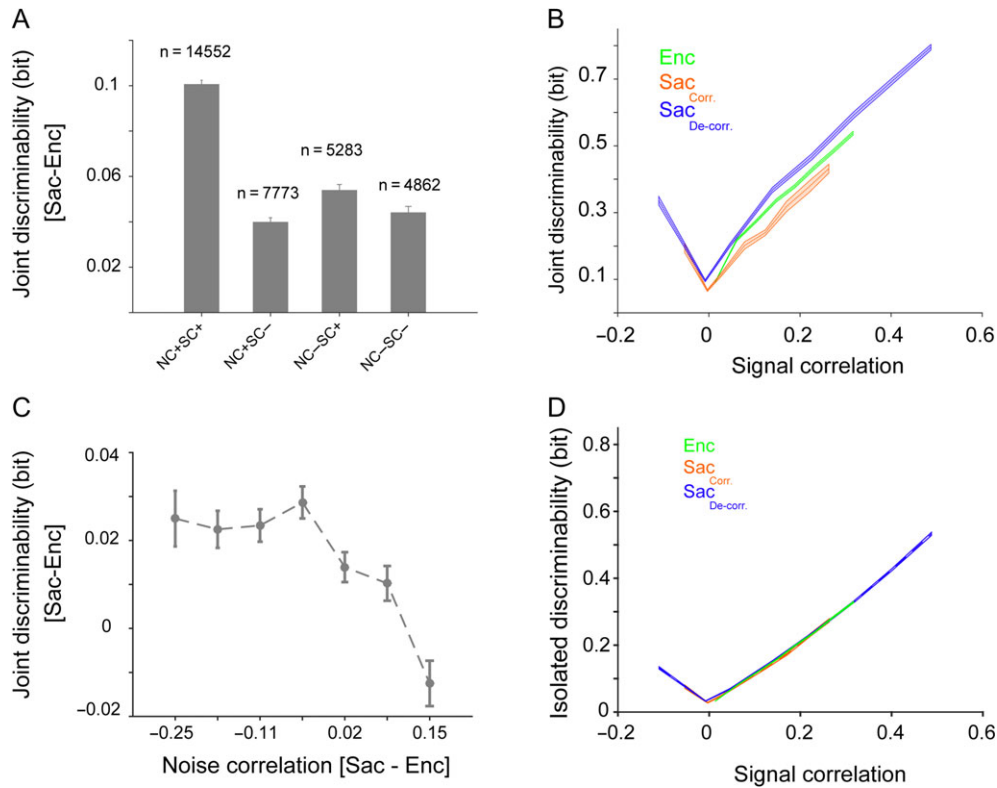 A
Joint discriminability (bit)
[Sac-Enc]
0.1
0.06
0.02
n = 14552
n = 7773
n = 5283
n = 4862
NC+SC+
NC+SC−
NC−SC+
NC−SC−
B
Joint discriminability (bit)
0.7
0.5
0.3
0.1
Enc
Sac Corr.
Sac De-corr.
−0.2 0 0.2 0.4 0.6
Signal correlation
C
Joint discriminability (bit)
[Sac-Enc]
0.04
0.02
0
−0.02
−0.25 −0.11 0.02 0.15
Noise correlation [Sac - Enc]
D
Isolated discriminability (bit)
0.8
0.6
0.4
0.2
0
Enc
Sac Corr.
Sac De-corr.
−0.2 0 0.2 0.4 0.6
Signal correlation